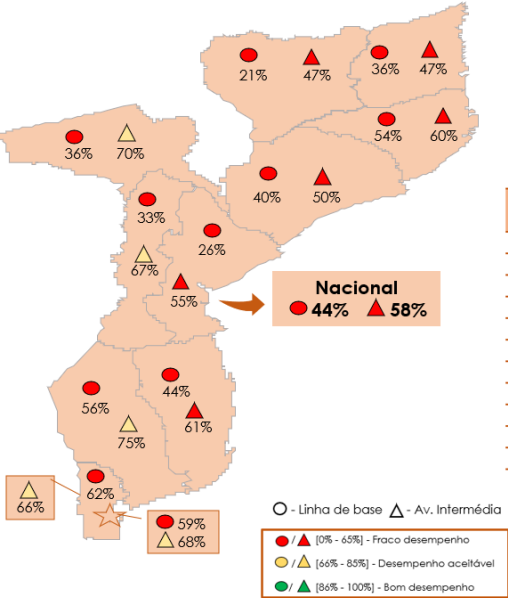 21% 47% 36% 47%
54% 60%
36% 70%
40% 50%
33%
26%
67%
55%
Nacional
44% 58%
44%
56%
61%
75%
62%
66%
59%
68%
- Linha de base - Av. Intermédia
/ [0% - 65%] - Fraco desempenho
/ [66% - 85%] - Desempenho aceitável
/ [86% - 100%] - Bom desempenho